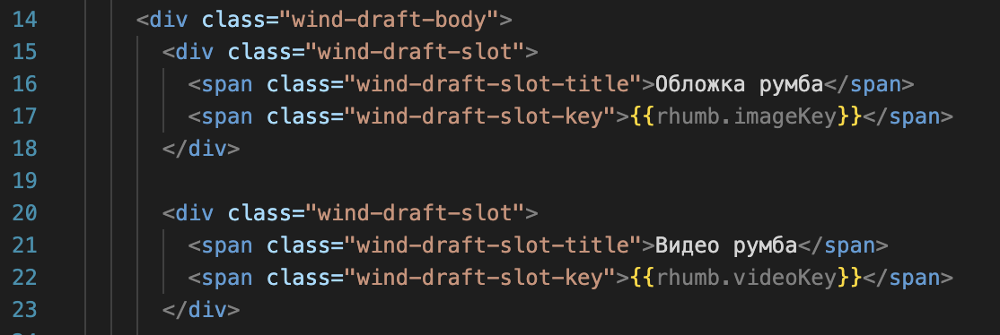 14 <div class="wind-draft-body">
15 <div class="wind-draft-slot">
16 <span class="wind-draft-slot-title">Обложка румба</span>
17 <span class="wind-draft-slot-key">{{rhumb.imageKey}}</span>
18 </div>
19
20 <div class="wind-draft-slot">
21 <span class="wind-draft-slot-title">Видео румба</span>
22 <span class="wind-draft-slot-key">{{rhumb.videoKey}}</span>
23 </div>